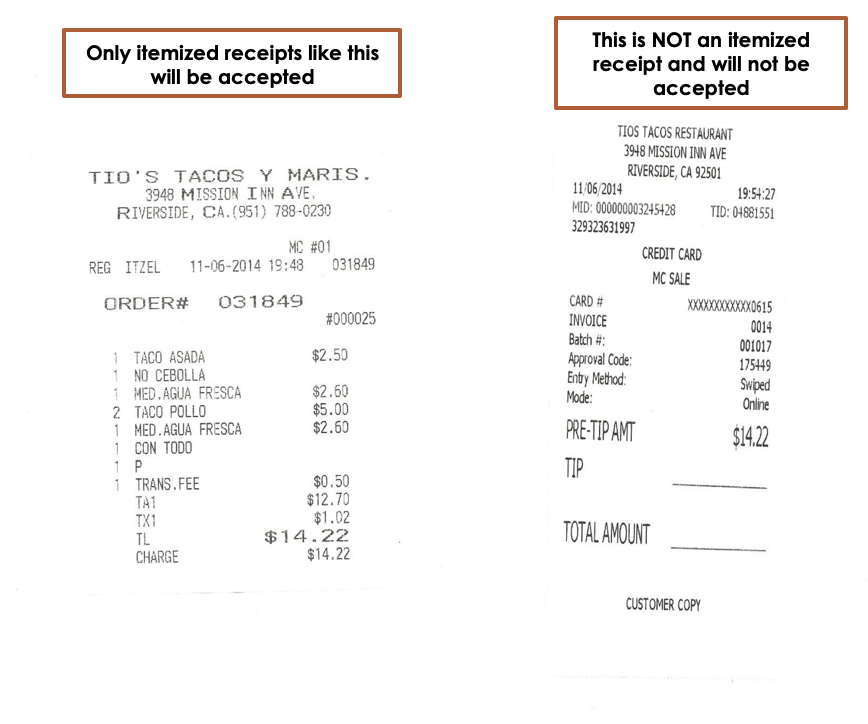 Only itemized receipts like this
will be accepted
TIO'S TACOS Y MARIS.
3948 MISSION INN AVE.
RIVERSIDE, CA.(951) 788-0230
MC #01
REG ITZEL 11-06-2014 19:48 031849
ORDER# 031849
#000025
1 TACO ASADA $2.50
1 NO CEBOLLA
1 MED.AGUA FRESCA $2.60
2 TACO POLLO $5.00
1 MED.AGUA FRESCA $2.60
1 CON TODO
1 P
1 TRANS.FEE $0.50
TA1 $12.70
TX1 $1.02
TL $14.22
CHARGE $14.22
This is NOT an itemized
receipt and will not be
accepted
TIOS TACOS RESTAURANT
3948 MISSION INN AVE
RIVERSIDE, CA 92501
11/06/2014 19:54:27
MID: 000000003245428 TID: 04881551
329323631997
CREDIT CARD
MC SALE
CARD # XXXXXXXXXXXX0615
INVOICE 0014
Batch #: 001017
Approval Code: 175449
Entry Method: Swiped
Mode: Online
PRE-TIP AMT $14.22
TIP
TOTAL AMOUNT
CUSTOMER COPY